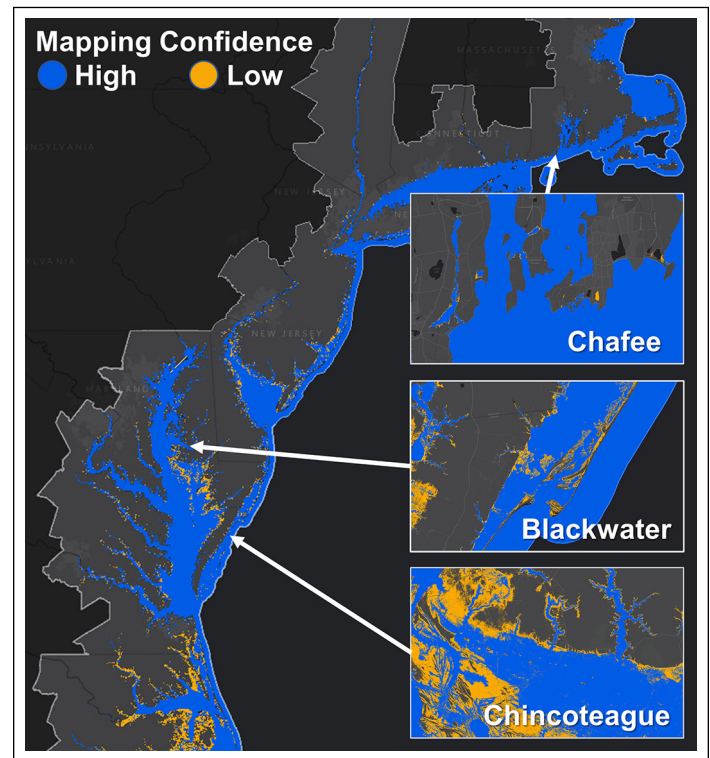 Mapping Confidence
High Low
MASSACHUSETTS
CONNECTICUT
NEW JERSEY
NEW JERSEY
MARYLAND
Chafee
Blackwater
Chincoteague